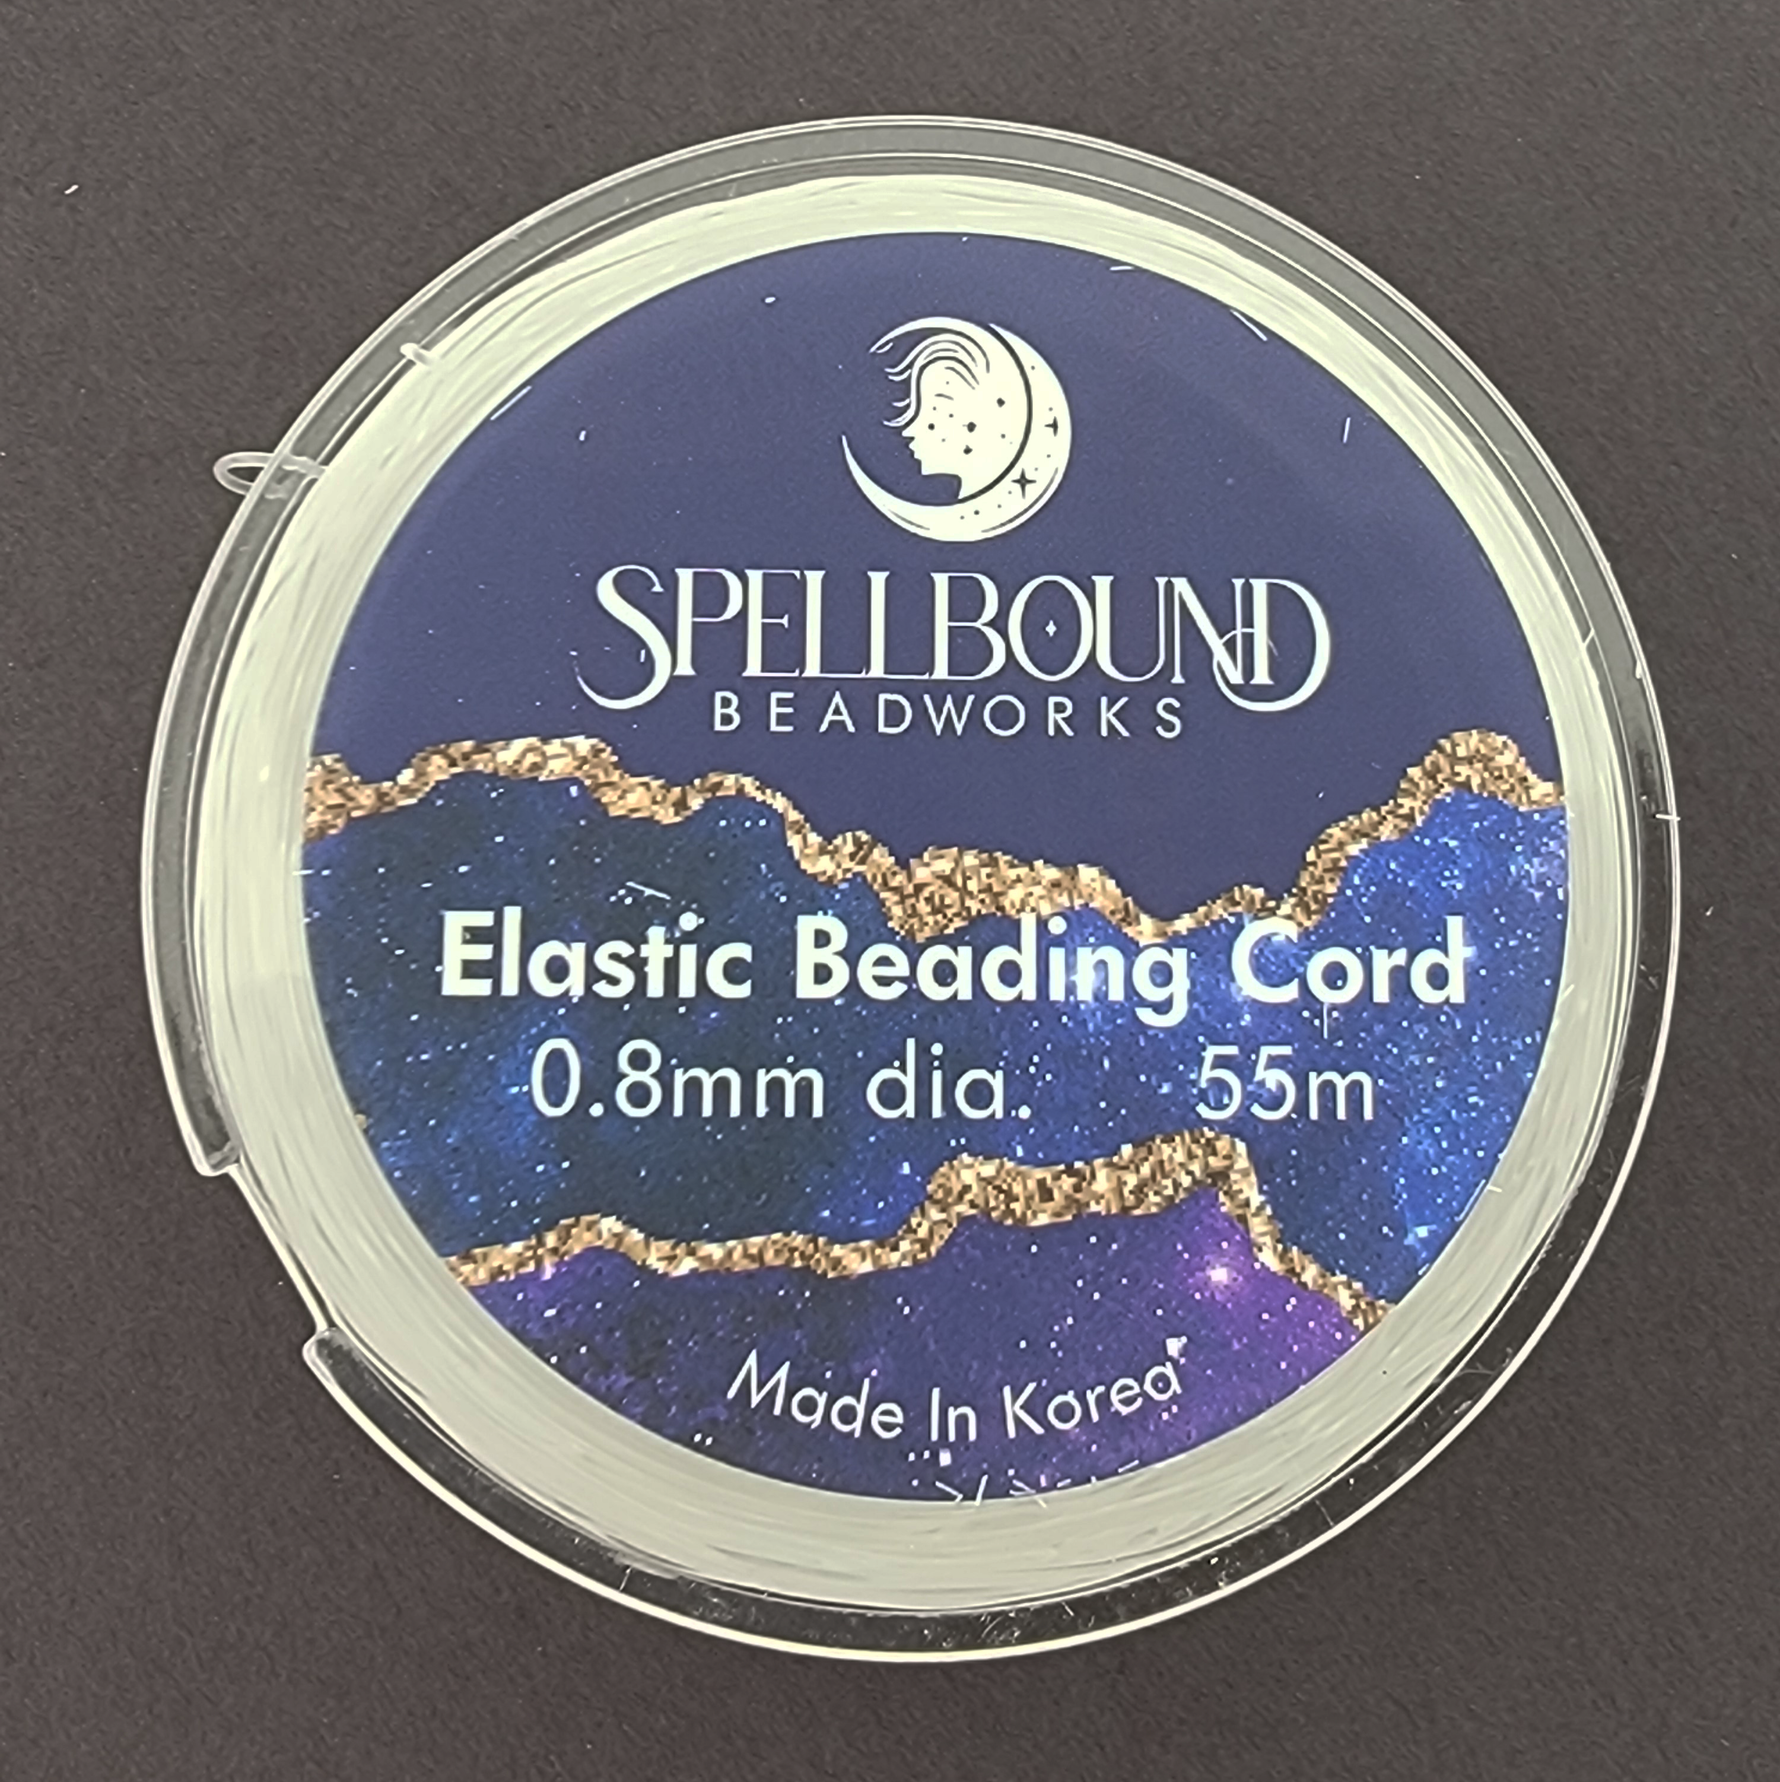 SPELLBOUND
BEADWORKS
Elastic Beading Cord
0.8mm dia. 55m
Made In Korea